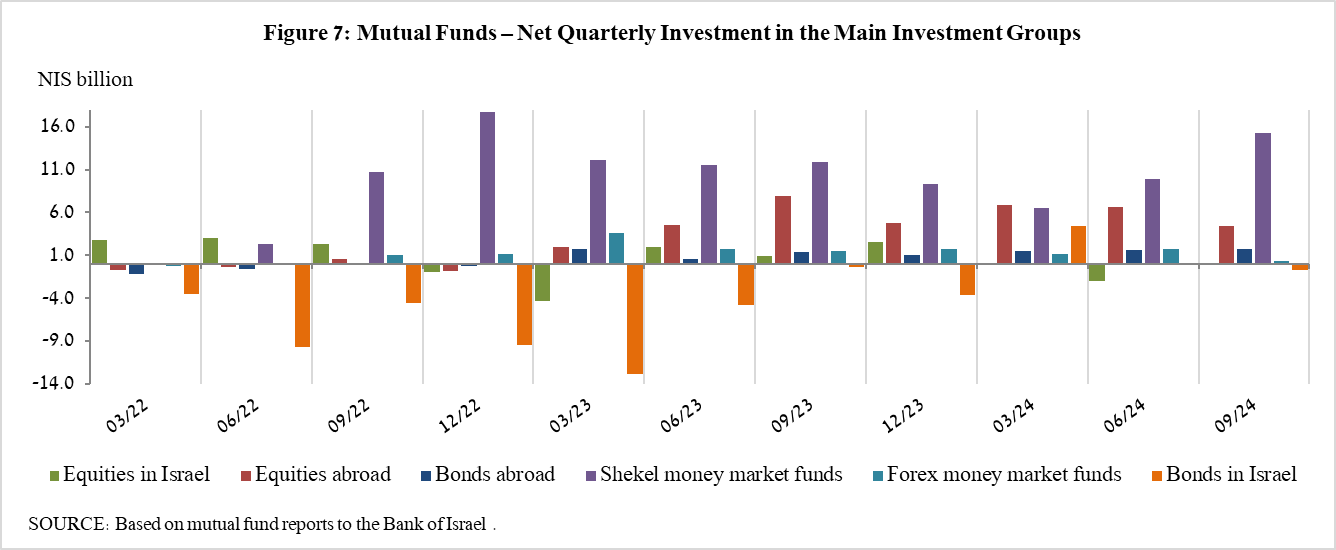 Figure 7: Mutual Funds – Net Quarterly Investment in the Main Investment Groups
NIS billion
16.0
11.0
6.0
1.0
-4.0
-9.0
-14.0
03/22 06/22 09/22 12/22 03/23 06/23 09/23 12/23 03/24 06/24 09/24
Equities in Israel Equities abroad Bonds abroad Shekel money market funds Forex money market funds Bonds in Israel
SOURCE: Based on mutual fund reports to the Bank of Israel .